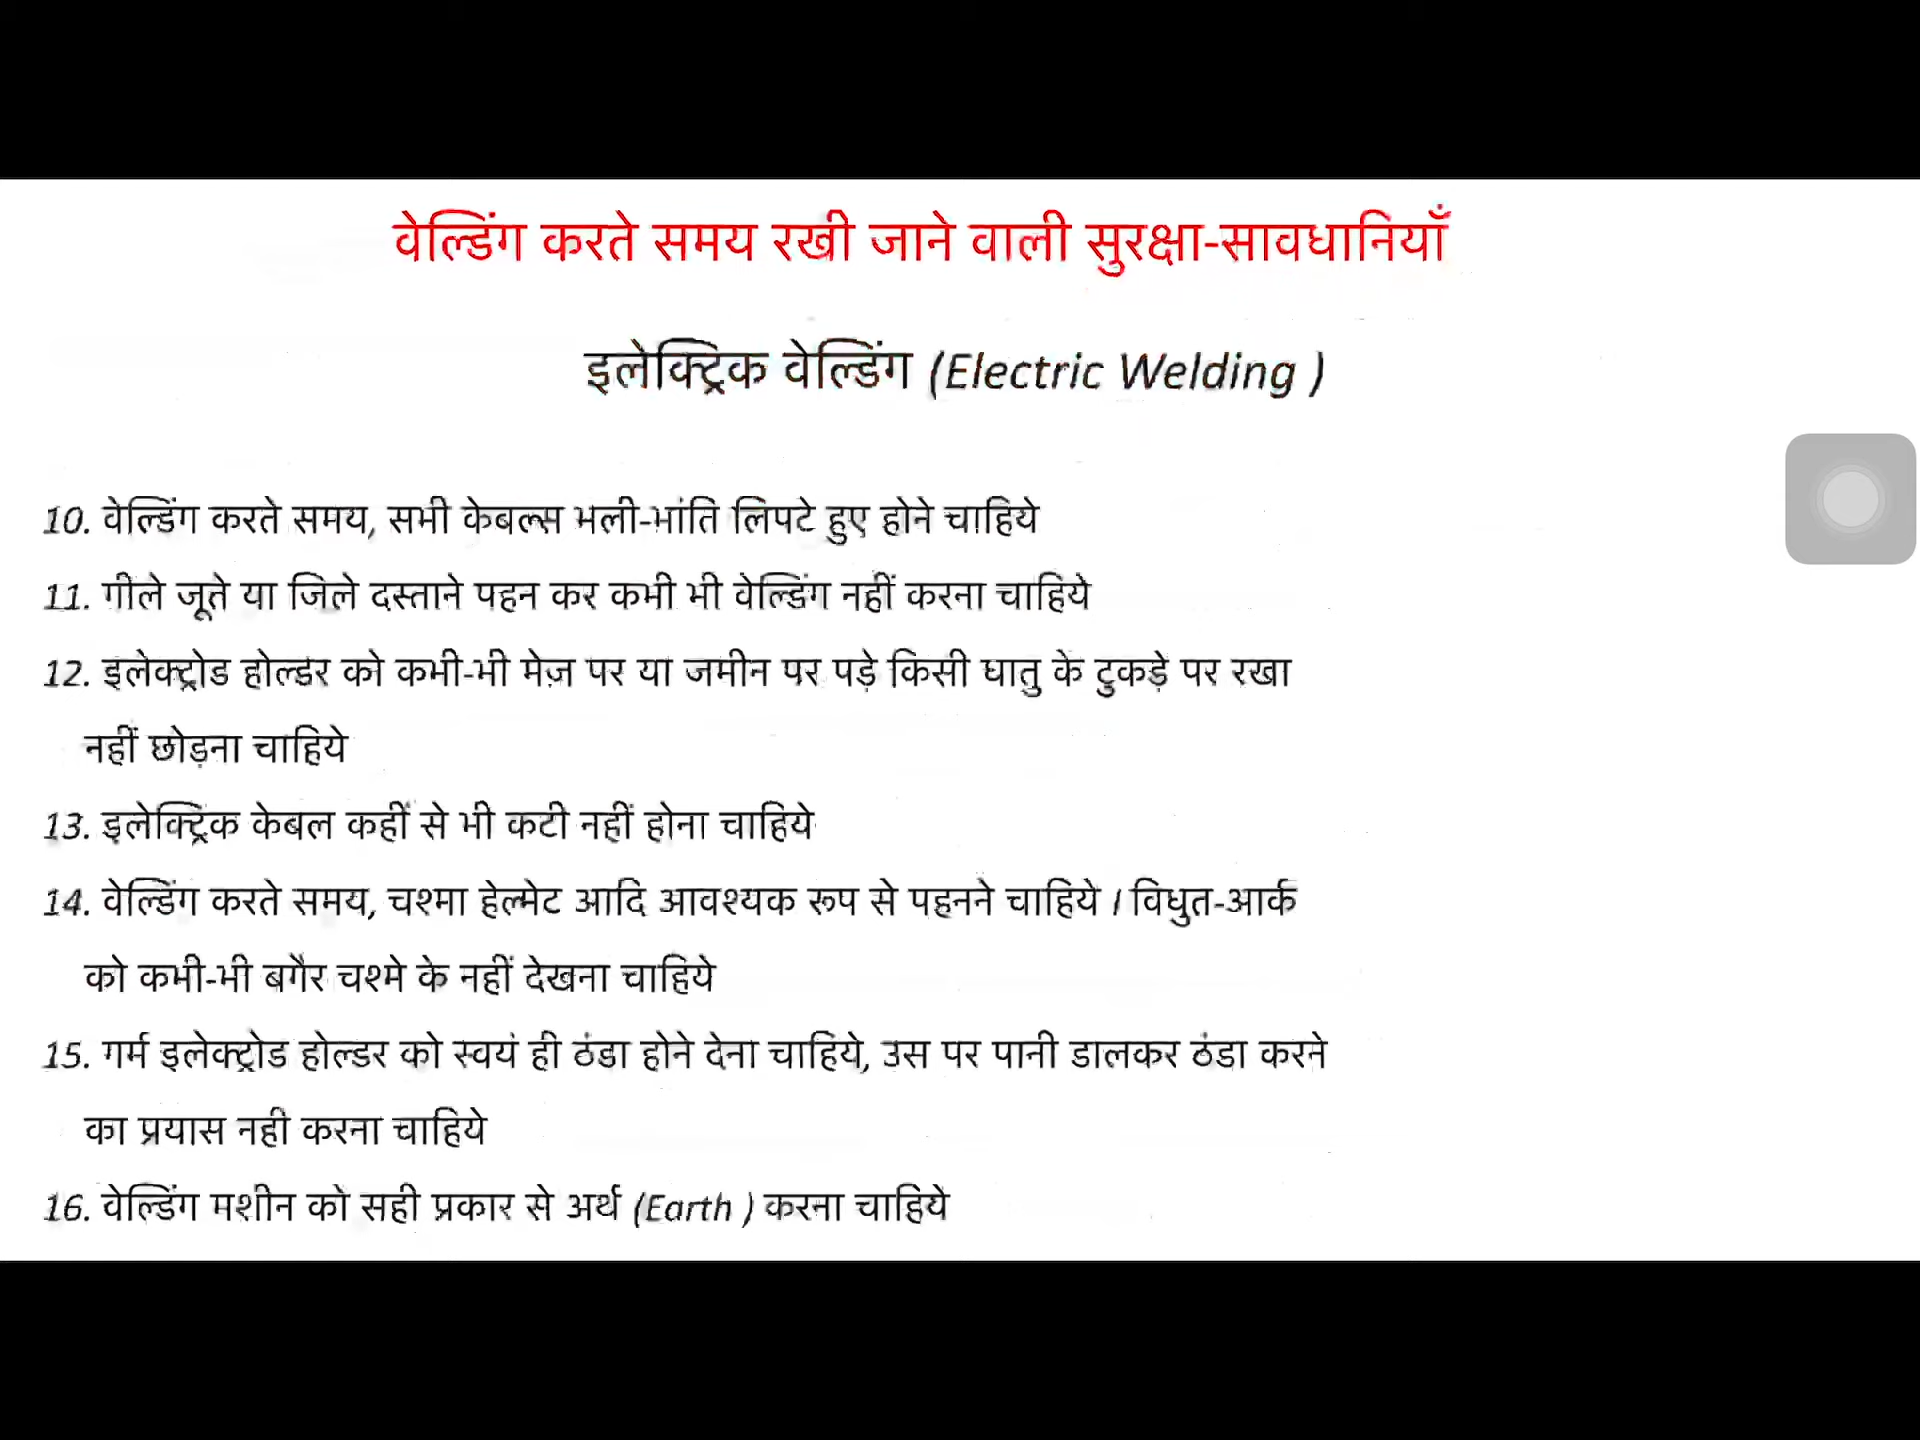 वेल्डिंग करते समय रखी जाने वाली सुरक्षा-सावधानियाँ
इलेक्ट्रिक वेल्डिंग (Electric Welding )
10. वेल्डिंग करते समय, सभी केबल्स भली-भांति लिपटे हुए होने चाहिये
11. गीले जूते या जिले दस्ताने पहन कर कभी भी वेल्डिंग नहीं करना चाहिये
12. इलेक्ट्रोड होल्डर को कभी-भी मेज़ पर या जमीन पर पड़े किसी धातु के टुकड़े पर रखा
नहीं छोड़ना चाहिये
13. इलेक्ट्रिक केबल कहीं से भी कटी नहीं होना चाहिये
14. वेल्डिंग करते समय, चश्मा हेल्मेट आदि आवश्यक रूप से पहनने चाहिये । विधुत-आर्क
को कभी-भी बगैर चश्मे के नहीं देखना चाहिये
15. गर्म इलेक्ट्रोड होल्डर को स्वयं ही ठंडा होने देना चाहिये, उस पर पानी डालकर ठंडा करने
का प्रयास नही करना चाहिये
16. वेल्डिंग मशीन को सही प्रकार से अर्थ (Earth ) करना चाहिये